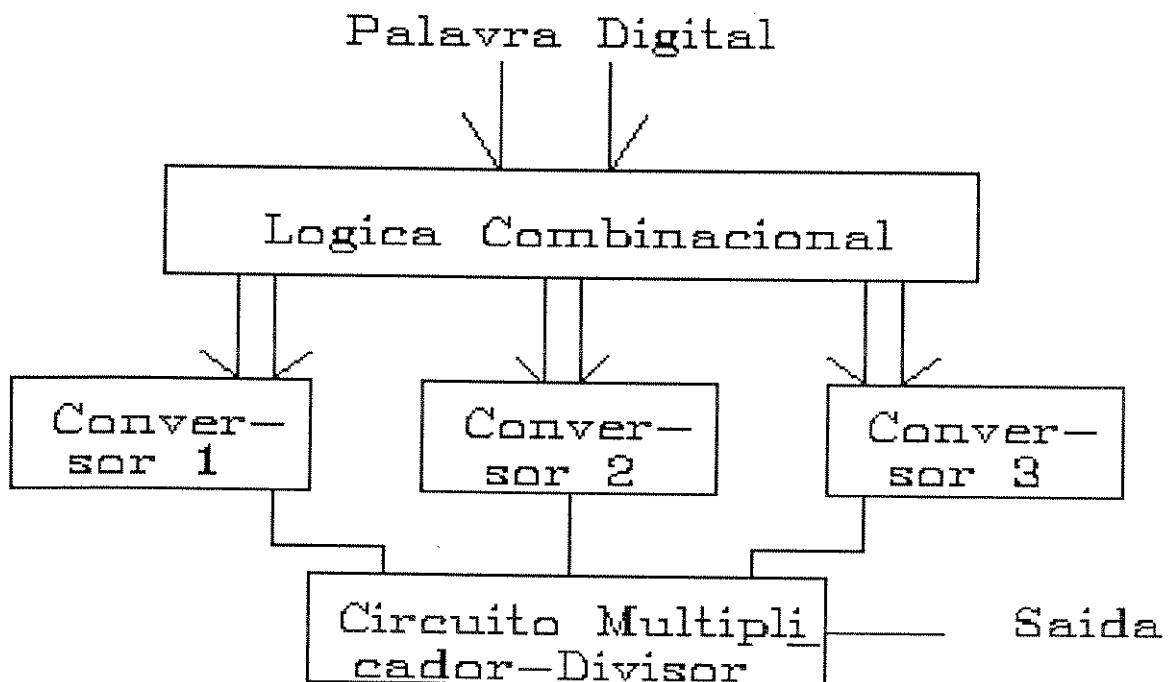 Palavra Digital
Logica Combinacional
Conver-
sor 1
Conver-
sor 2
Conver-
sor 3
Circuito Multipli
cador-Divisor
Saida